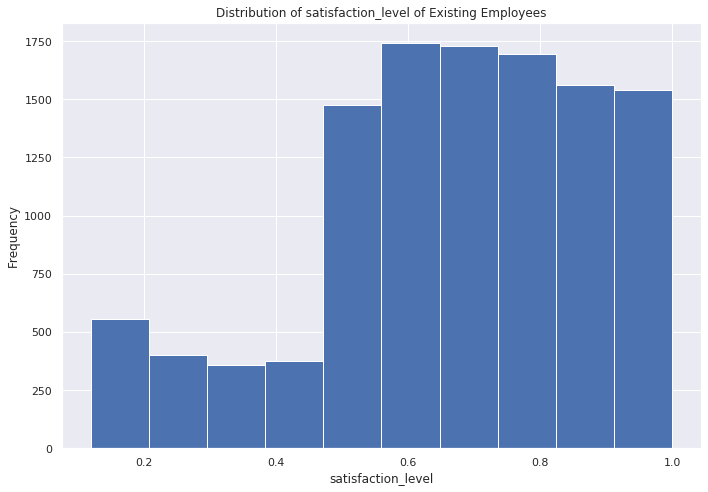 Distribution of satisfaction_level of Existing Employees
1750
1500
1250
1000
750
500
250
0
Frequency
0.2 0.4 0.6 0.8 1.0
satisfaction_level